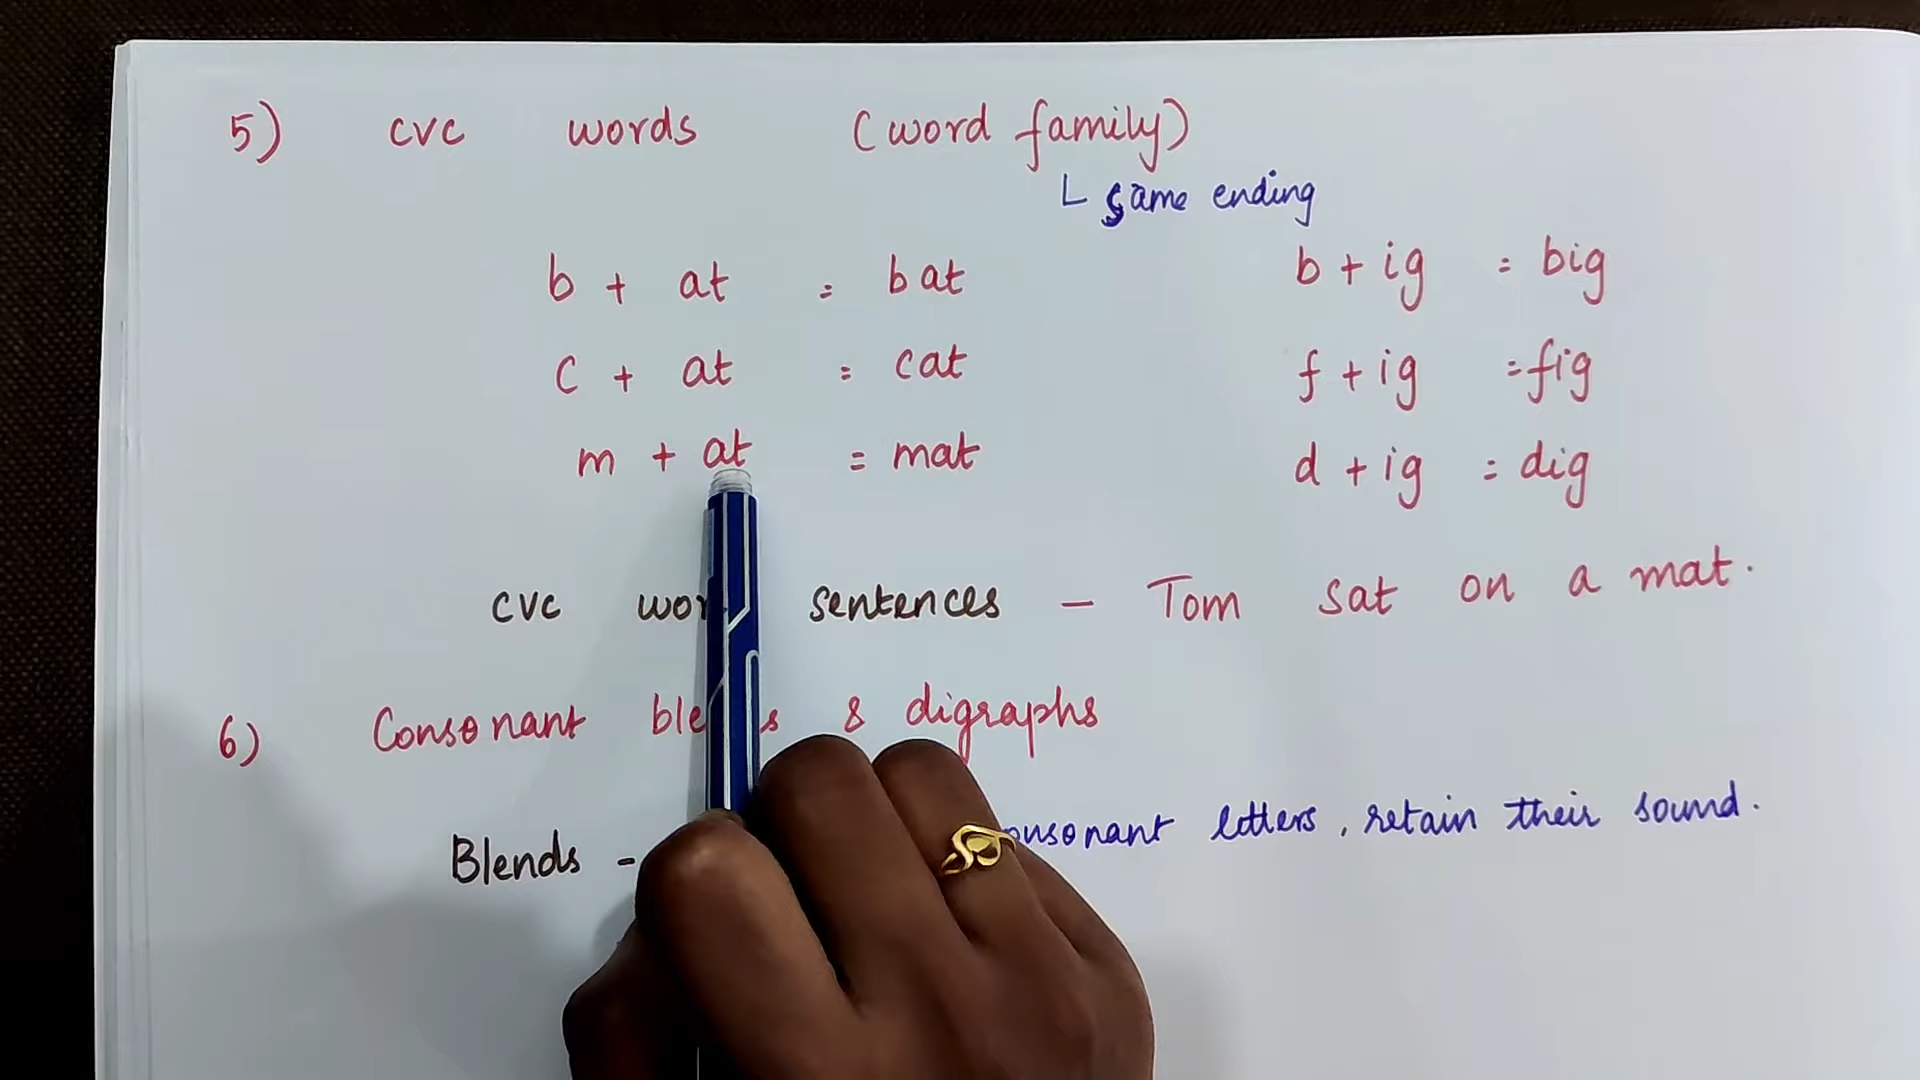 5) cvc words (word family)
└ same ending
b + at = bat
c + at = cat
m + at = mat
b + ig = big
f + ig = fig
d + ig = dig
cvc sentences – Tom sat on a mat.
6) Consonant & digraphs
Blends - letters, retain their sound.